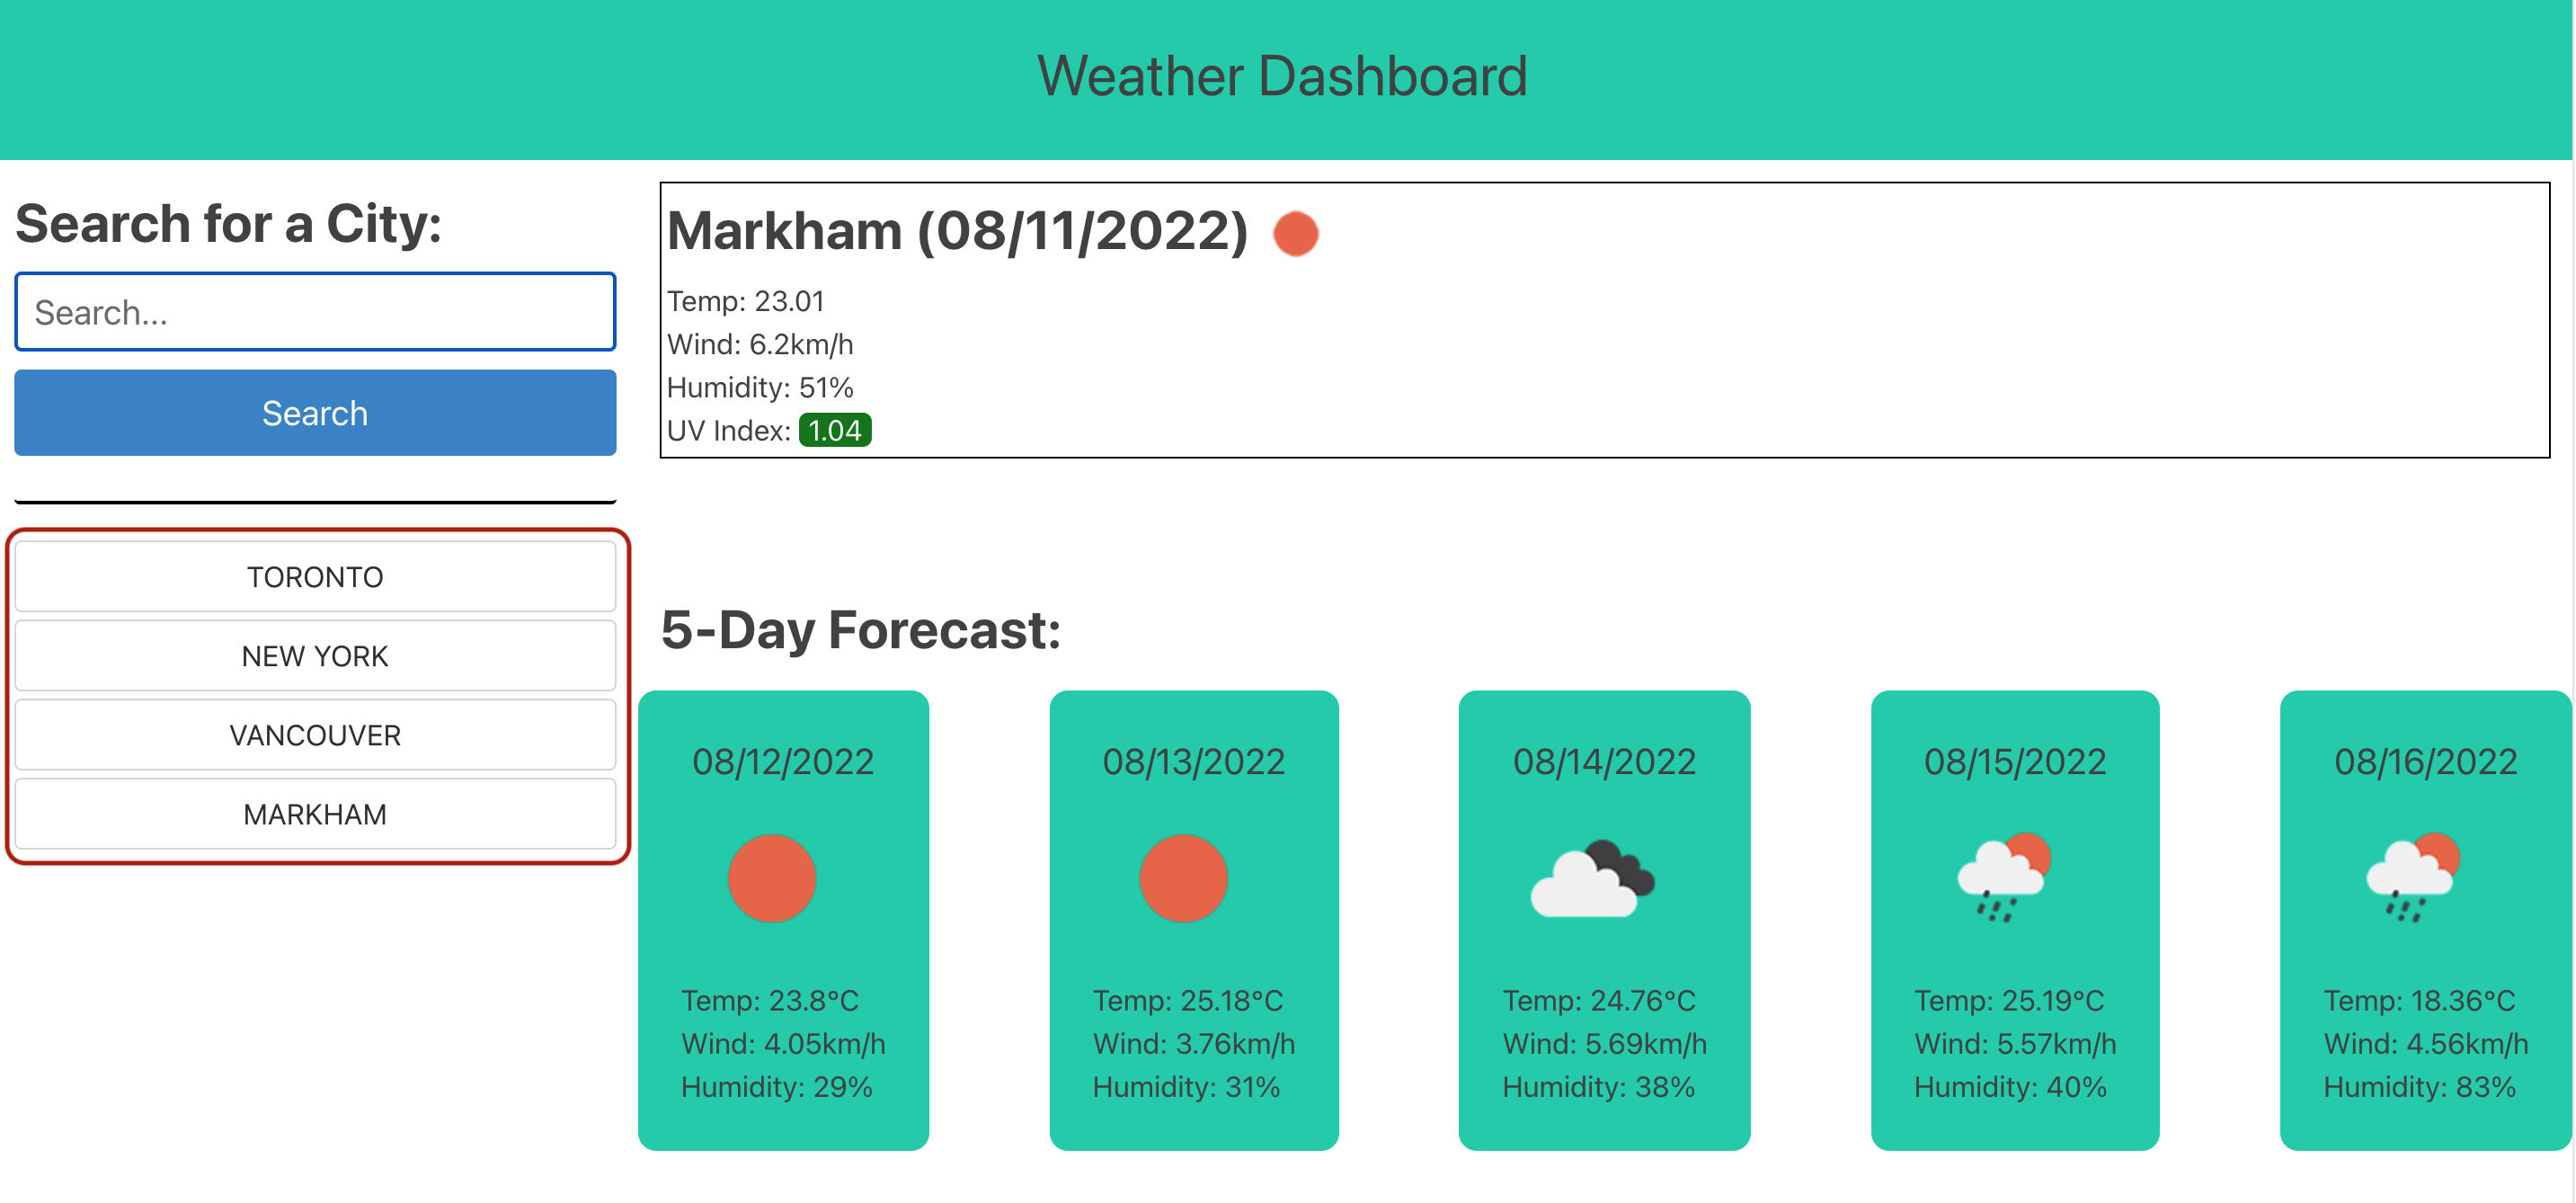 Weather Dashboard
Search for a City:
Search...
Search
TORONTO
NEW YORK
VANCOUVER
MARKHAM
Markham (08/11/2022)
Temp: 23.01
Wind: 6.2km/h
Humidity: 51%
UV Index: 1.04
5-Day Forecast:
08/12/2022
Temp: 23.8°C
Wind: 4.05km/h
Humidity: 29%
08/13/2022
Temp: 25.18°C
Wind: 3.76km/h
Humidity: 31%
08/14/2022
Temp: 24.76°C
Wind: 5.69km/h
Humidity: 38%
08/15/2022
Temp: 25.19°C
Wind: 5.57km/h
Humidity: 40%
08/16/2022
Temp: 18.36°C
Wind: 4.56km/h
Humidity: 83%